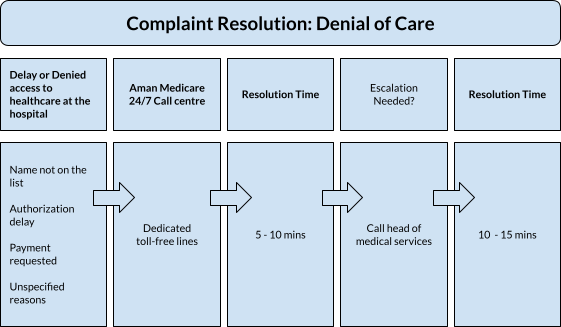 Complaint Resolution: Denial of Care
Delay or Denied
access to
healthcare at the
hospital
Aman Medicare
24/7 Call centre
Resolution Time
Escalation
Needed?
Resolution Time
Name not on the
list
Authorization
delay
Payment
requested
Unspecified
reasons
Dedicated
toll-free lines
5 - 10 mins
Call head of
medical services
10 - 15 mins